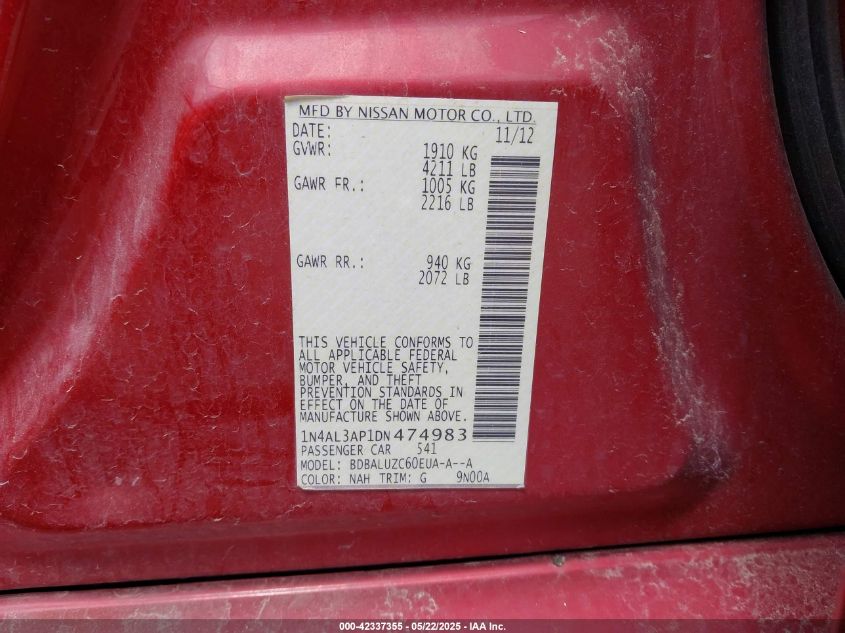 MFD BY NISSAN MOTOR CO., LTD.
DATE: 11/12
GVWR: 1910 KG
4211 LB
GAWR FR.: 1005 KG
2216 LB
GAWR RR.: 940 KG
2072 LB
THIS VEHICLE CONFORMS TO
ALL APPLICABLE FEDERAL
MOTOR VEHICLE SAFETY,
BUMPER, AND THEFT
PREVENTION STANDARDS IN
EFFECT ON THE DATE OF
MANUFACTURE SHOWN ABOVE.
1N4AL3AP1DN474983
PASSENGER CAR 541
MODEL: BDBALUZC60EUA-A--A
COLOR: NAH TRIM: G 9N00A
000-42337355 - 05/22/2025 - IAA Inc.